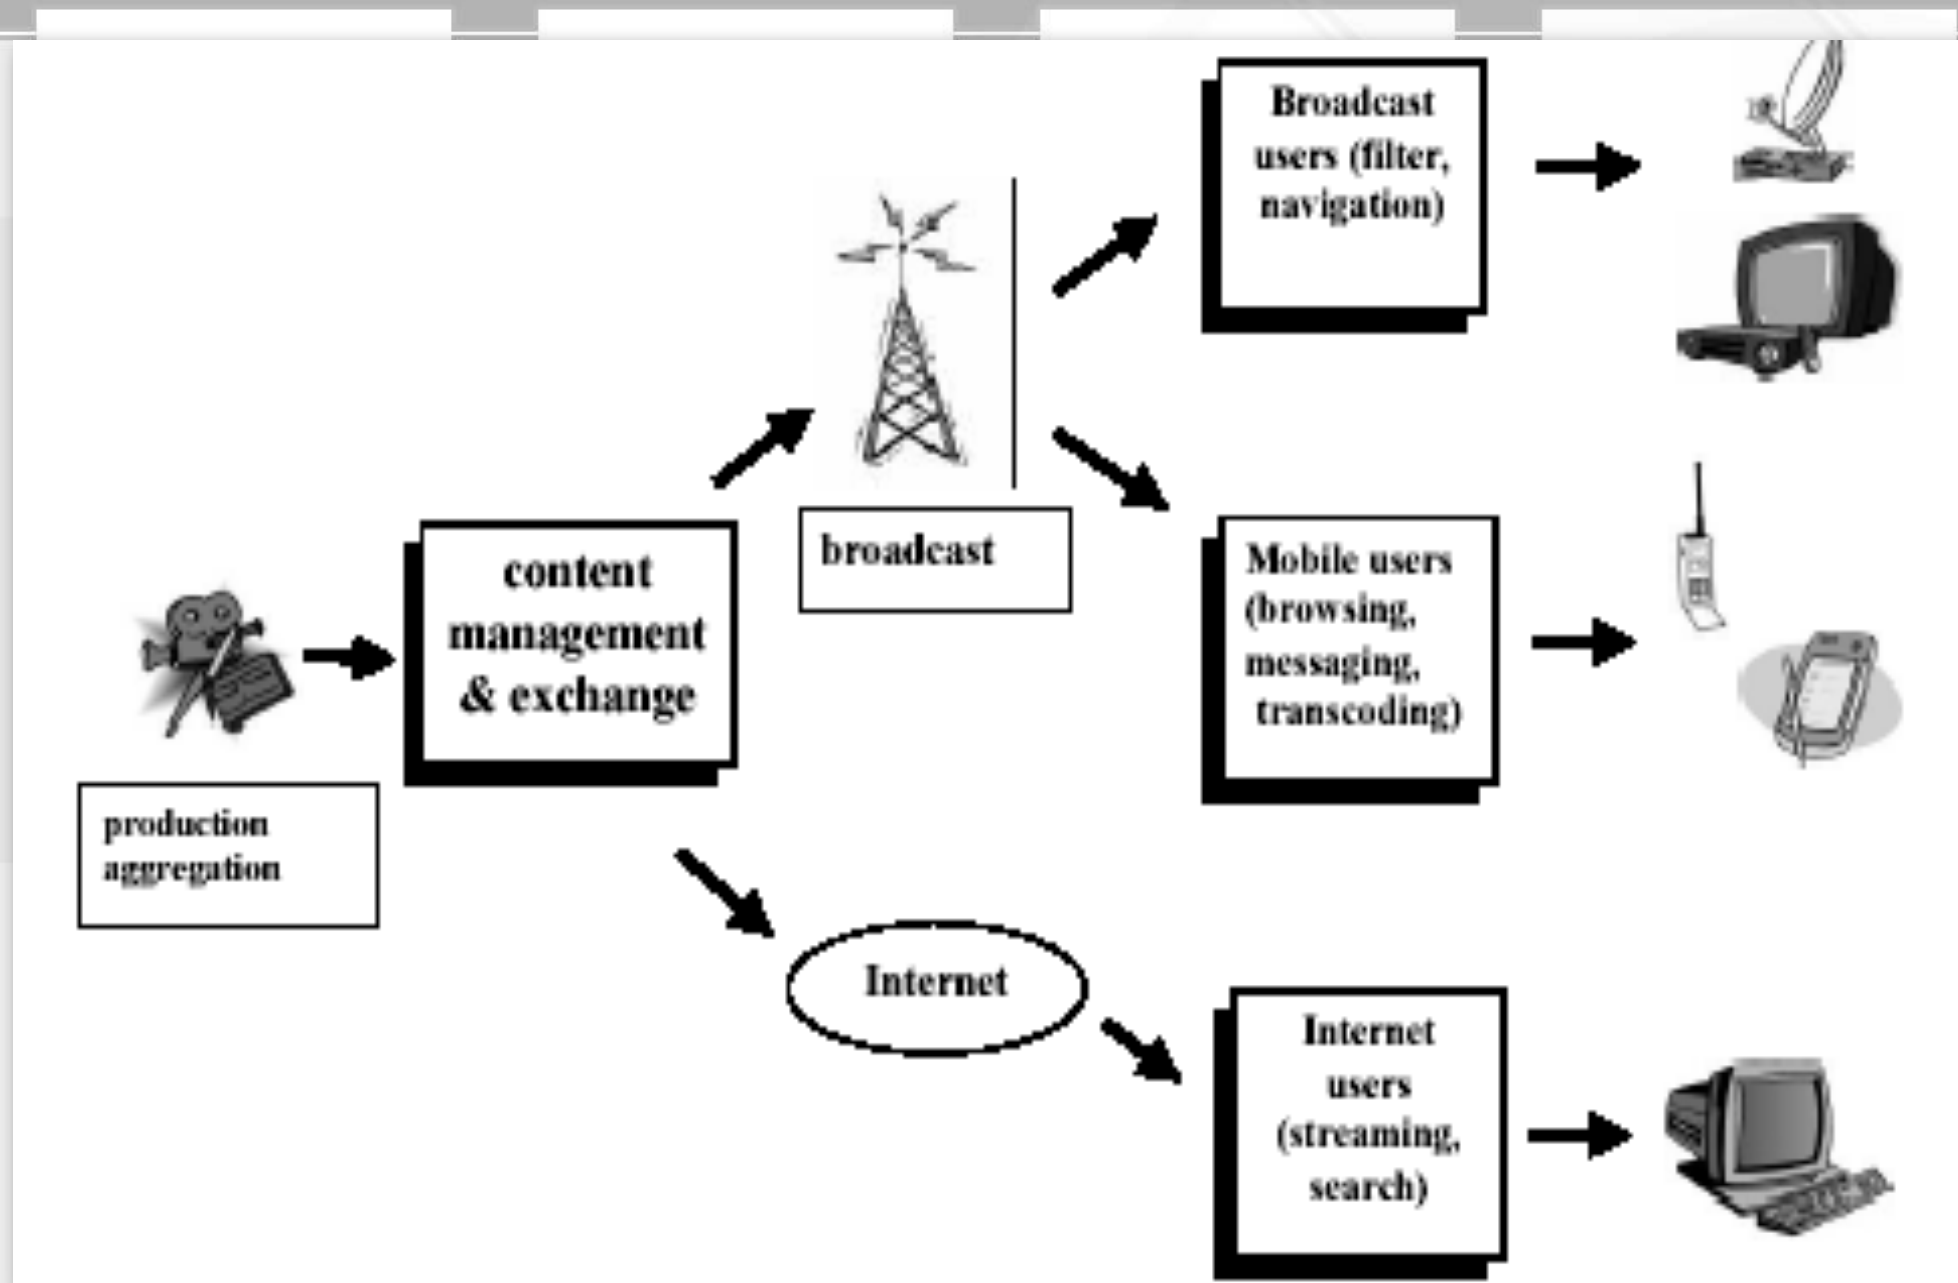 Broadcast
users (filter,
navigation)
broadcast
content
management
& exchange
Mobile users
(browsing,
messaging,
transcoding)
production
aggregation
Internet
Internet
users
(streaming,
search)